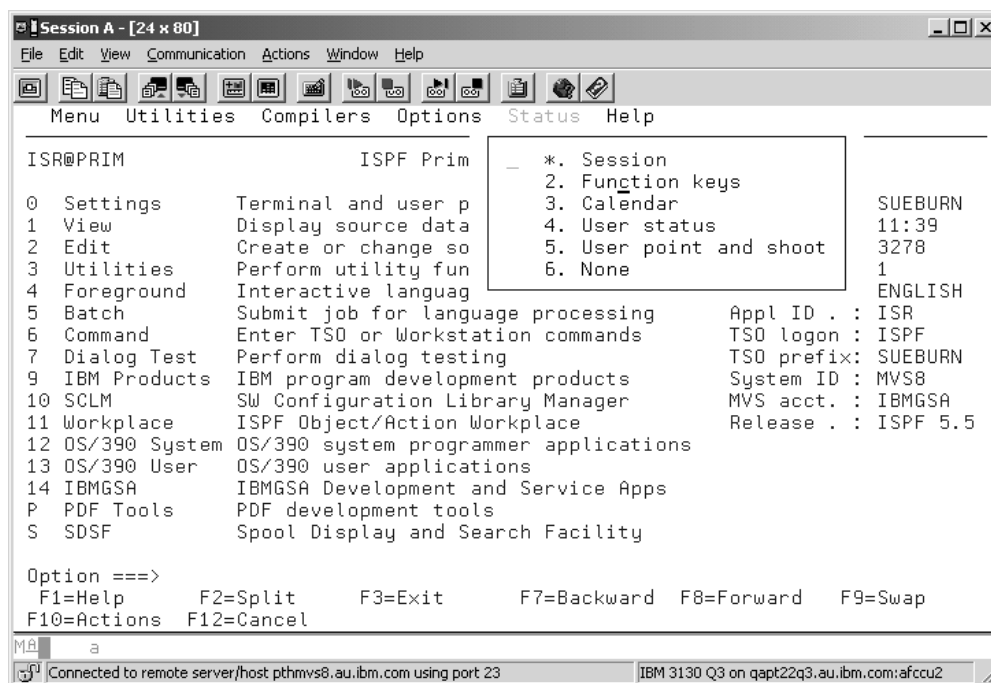 Session A - [24 x 80]
File Edit View Communication Actions Window Help
Menu Utilities Compilers Options Status Help
ISR@PRIM ISPF Prim _ *. Session
2. Function keys
0 Settings Terminal and user p 3. Calendar SUEBURN
1 View Display source data 4. User status 11:39
2 Edit Create or change so 5. User point and shoot 3278
3 Utilities Perform utility fun 6. None 1
4 Foreground Interactive languag ENGLISH
5 Batch Submit job for language processing Appl ID . : ISR
6 Command Enter TSO or Workstation commands TSO logon : ISPF
7 Dialog Test Perform dialog testing TSO prefix: SUEBURN
9 IBM Products IBM program development products System ID : MVS8
10 SCLM SW Configuration Library Manager MVS acct. : IBMGSA
11 Workplace ISPF Object/Action Workplace Release . : ISPF 5.5
12 OS/390 System OS/390 system programmer applications
13 OS/390 User OS/390 user applications
14 IBMGSA IBMGSA Development and Service Apps
P PDF Tools PDF development tools
S SDSF Spool Display and Search Facility
Option ===>
F1=Help F2=Split F3=Exit F7=Backward F8=Forward F9=Swap
F10=Actions F12=Cancel
MA a
Connected to remote server/host pthmvs8.au.ibm.com using port 23 IBM 3130 Q3 on qapt22q3.au.ibm.com:afccu2